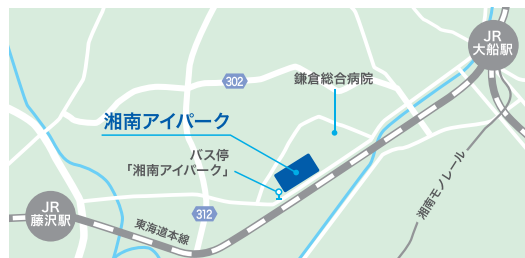 JR
大船駅
302
鎌倉総合病院
湘南アイパーク
バス停
「湘南アイパーク」
湘南モノレール
JR
藤沢駅
312
東海道本線